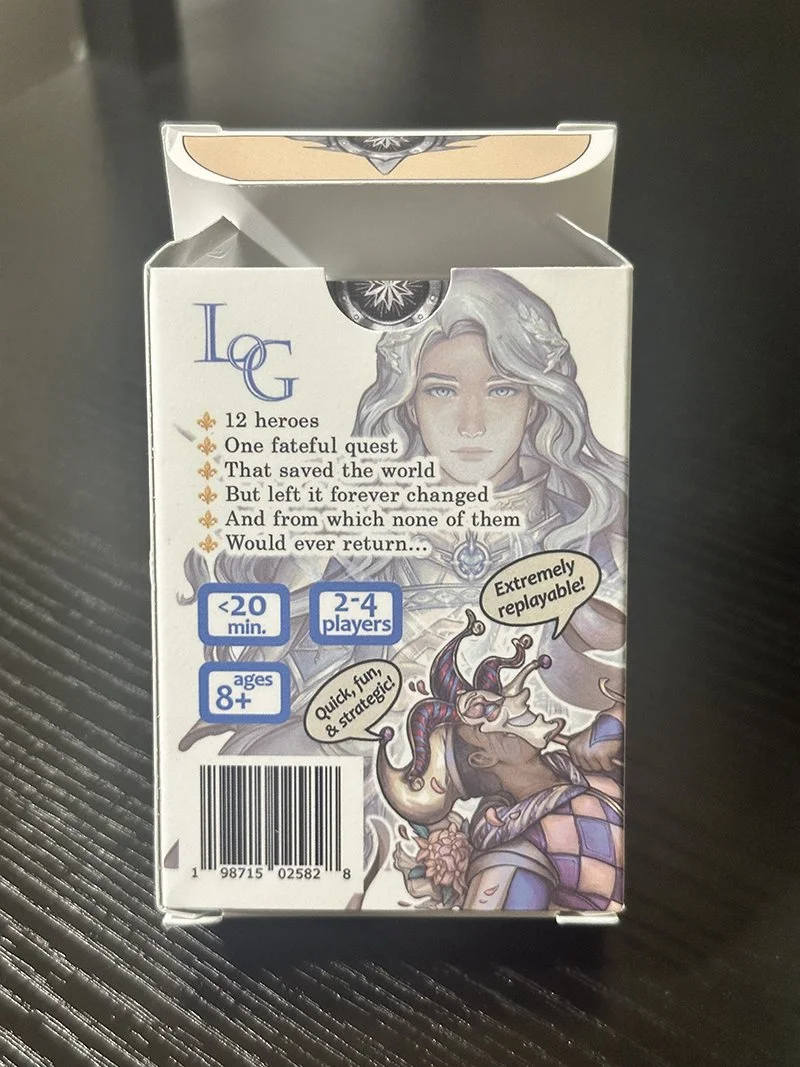 LoG
12 heroes
One fateful quest
That saved the world
But left it forever changed
And from which none of them
Would ever return...
<20
min.
2-4
players
Extremely
replayable!
ages
8+
Quick, fun,
& strategic!
1 98715 02582 8